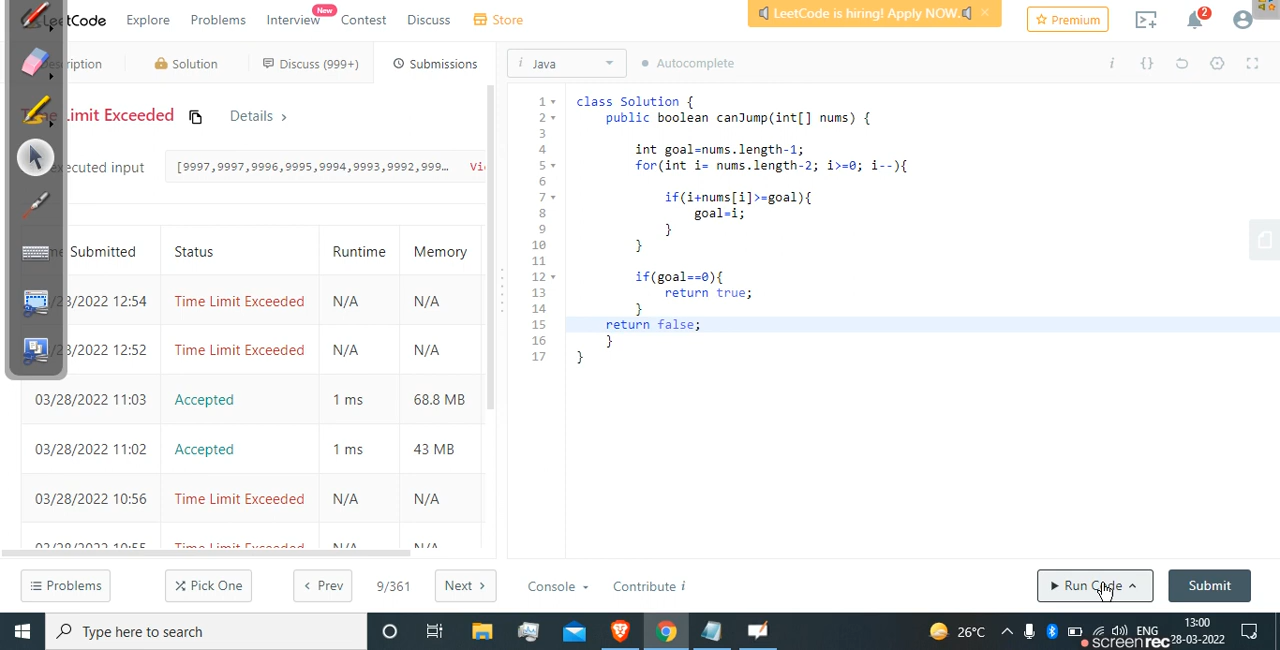 LeetCode Explore Problems Interview New Contest Discuss Store LeetCode is hiring! Apply NOW. × Premium 2
Solution Discuss (999+) Submissions i Java Autocomplete i {}
Limit Exceeded Details >
executed input [9997,9997,9996,9995,9994,9993,9992,999...
Submitted Status Runtime Memory
/2022 12:54 Time Limit Exceeded N/A N/A
/2022 12:52 Time Limit Exceeded N/A N/A
03/28/2022 11:03 Accepted 1 ms 68.8 MB
03/28/2022 11:02 Accepted 1 ms 43 MB
03/28/2022 10:56 Time Limit Exceeded N/A N/A
1 class Solution {
2 public boolean canJump(int[] nums) {
3
4 int goal=nums.length-1;
5 for(int i= nums.length-2; i>=0; i--){
6
7 if(i+nums[i]>=goal){
8 goal=i;
9 }
10 }
11
12 if(goal==0){
13 return true;
14 }
15 return false;
16 }
17 }
Problems Pick One < Prev 9/361 Next > Console Contribute i Run Code Submit
Type here to search 26°C ENG 13:00
28-03-2022
screenrec